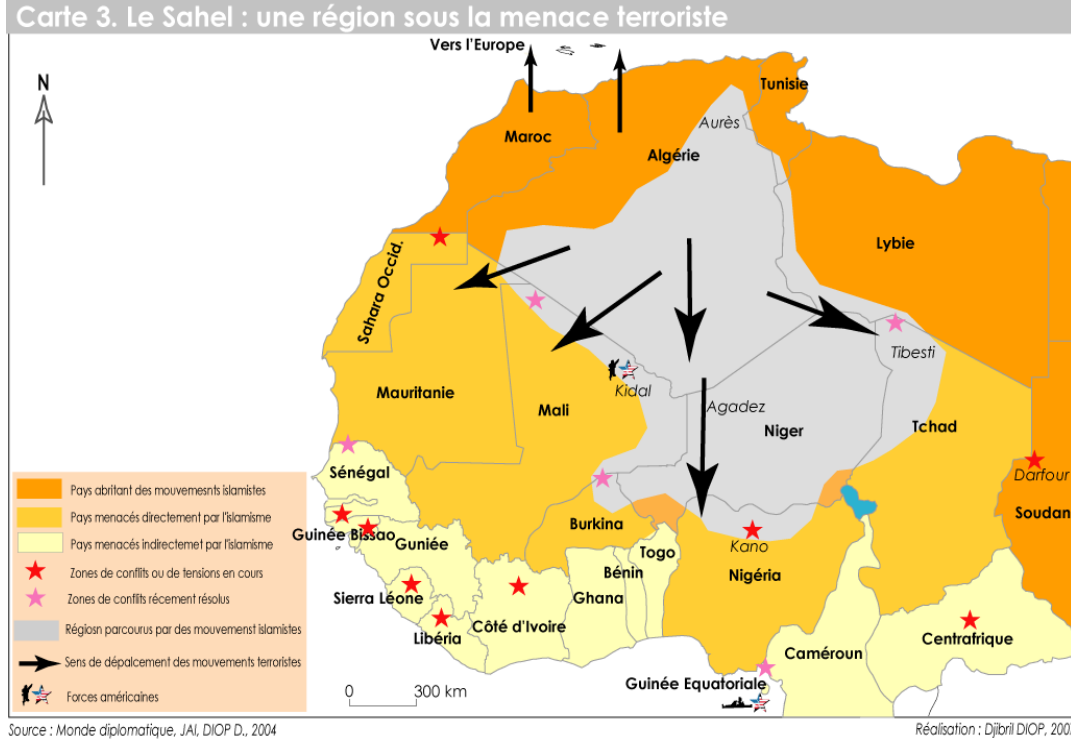 Carte 3. Le Sahel : une région sous la menace terroriste
Vers l'Europe
N
Tunisie
Aurès
Maroc
Algérie
Lybie
Sahara Occid.
Tibesti
Kidal
Mauritanie
Mali
Agadez
Niger
Tchad
Sénégal
Darfour
Soudan
Guinée Bissao
Guniée
Burkina
Kano
Togo
Bénin
Nigéria
Ghana
Sierra Léone
Libéria
Côté d'Ivoire
Centrafrique
Caméroun
Guinée Equatoriale
Pays abritant des mouvemesnts islamistes
Pays menacés directement par l'islamisme
Pays menacés indirectemet par l'islamisme
Zones de conflits ou de tensions en cours
Zones de conflits récement résolus
Régiosn parcourus par des mouvemenst islamistes
Sens de dépalcement des mouvements terroristes
Forces américaines
0 300 km
Source : Monde diplomatique, JAI, DIOP D., 2004
Réalisation : Djibril DIOP,